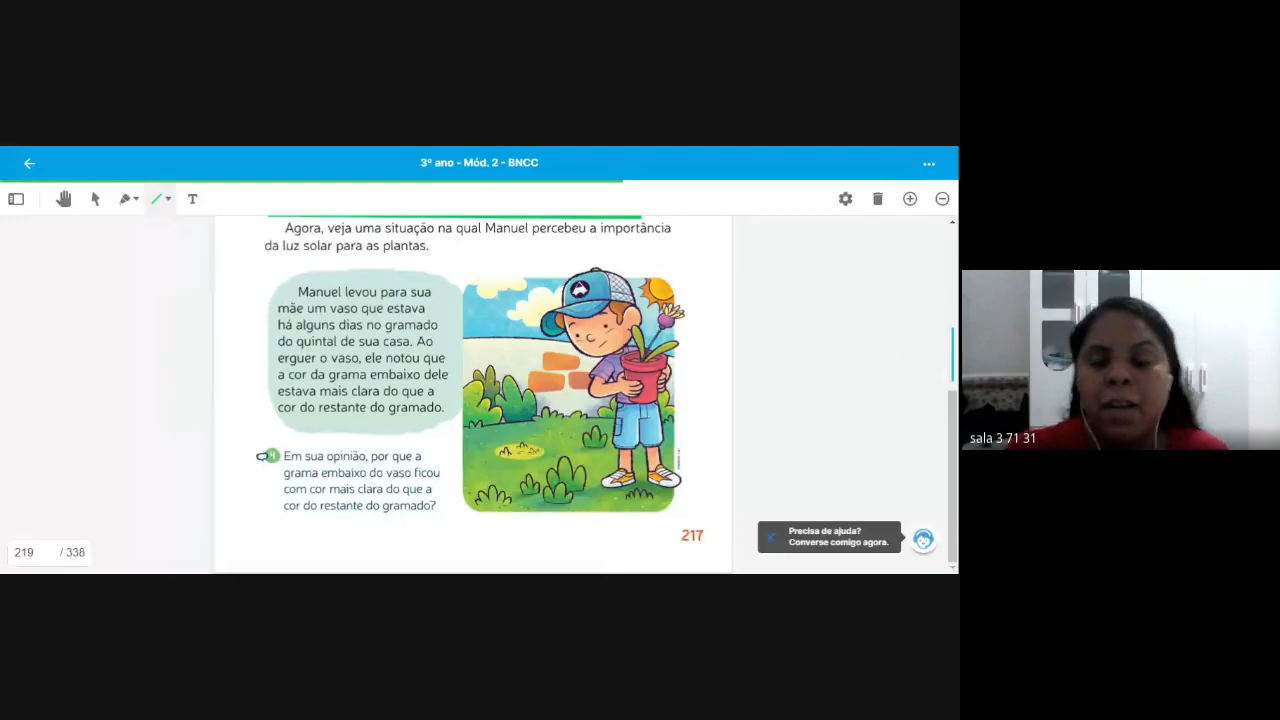 3º ano - Mód. 2 - BNCC
T
Agora, veja uma situação na qual Manuel percebeu a importância
da luz solar para as plantas.
Manuel levou para sua
mãe um vaso que estava
há alguns dias no gramado
do quintal de sua casa. Ao
erguer o vaso, ele notou que
a cor da grama embaixo dele
estava mais clara do que a
cor do restante do gramado.
4 Em sua opinião, por que a
grama embaixo do vaso ficou
com cor mais clara do que a
cor do restante do gramado?
217
219 / 338
Precisa de ajuda?
Converse comigo agora.
sala 3 71 31